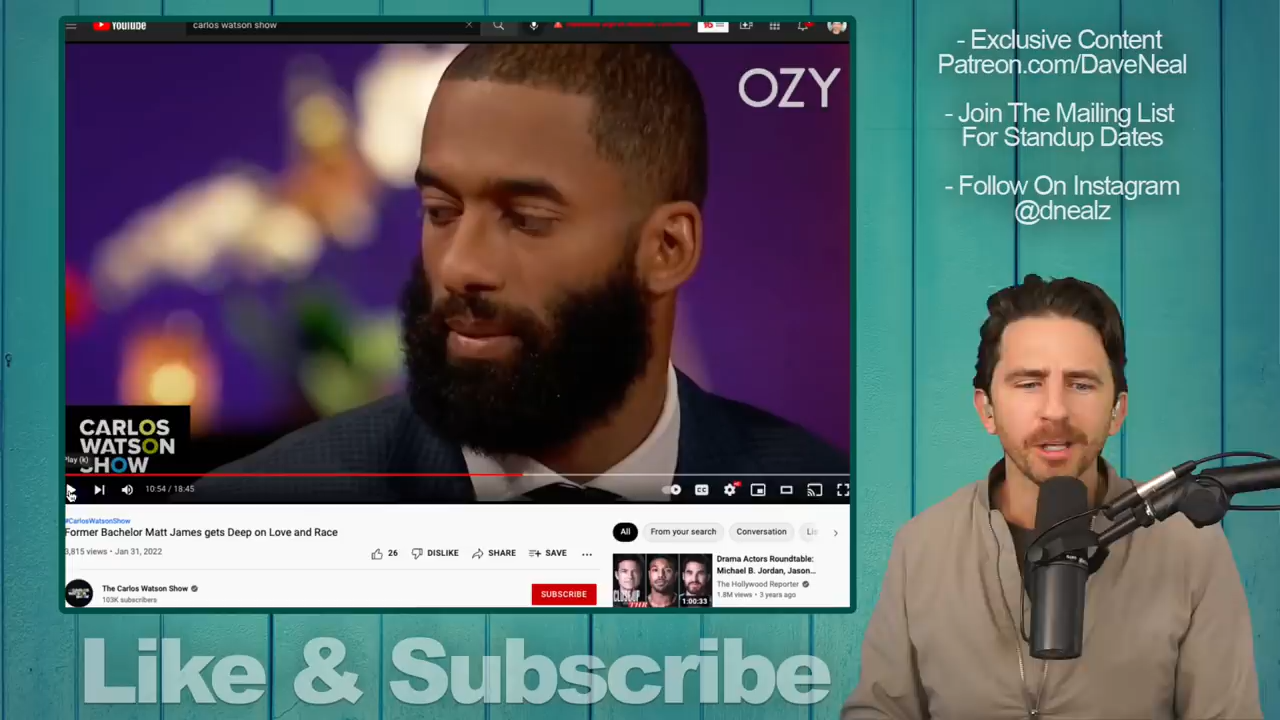 YouTube
carlos watson show
OZY
CARLOS
WATSON
SHOW
Play (k)
10:54 / 18:45
#CarlosWatsonShow
Former Bachelor Matt James gets Deep on Love and Race
3,815 views • Jan 31, 2022
26
DISLIKE
SHARE
SAVE
The Carlos Watson Show
103K subscribers
SUBSCRIBE
All
From your search
Conversation
Drama Actors Roundtable:
Michael B. Jordan, Jason...
The Hollywood Reporter
1.8M views • 3 years ago
1:00:33
- Exclusive Content
Patreon.com/DaveNeal
- Join The Mailing List
For Standup Dates
- Follow On Instagram
@dnealz
Like & Subscribe